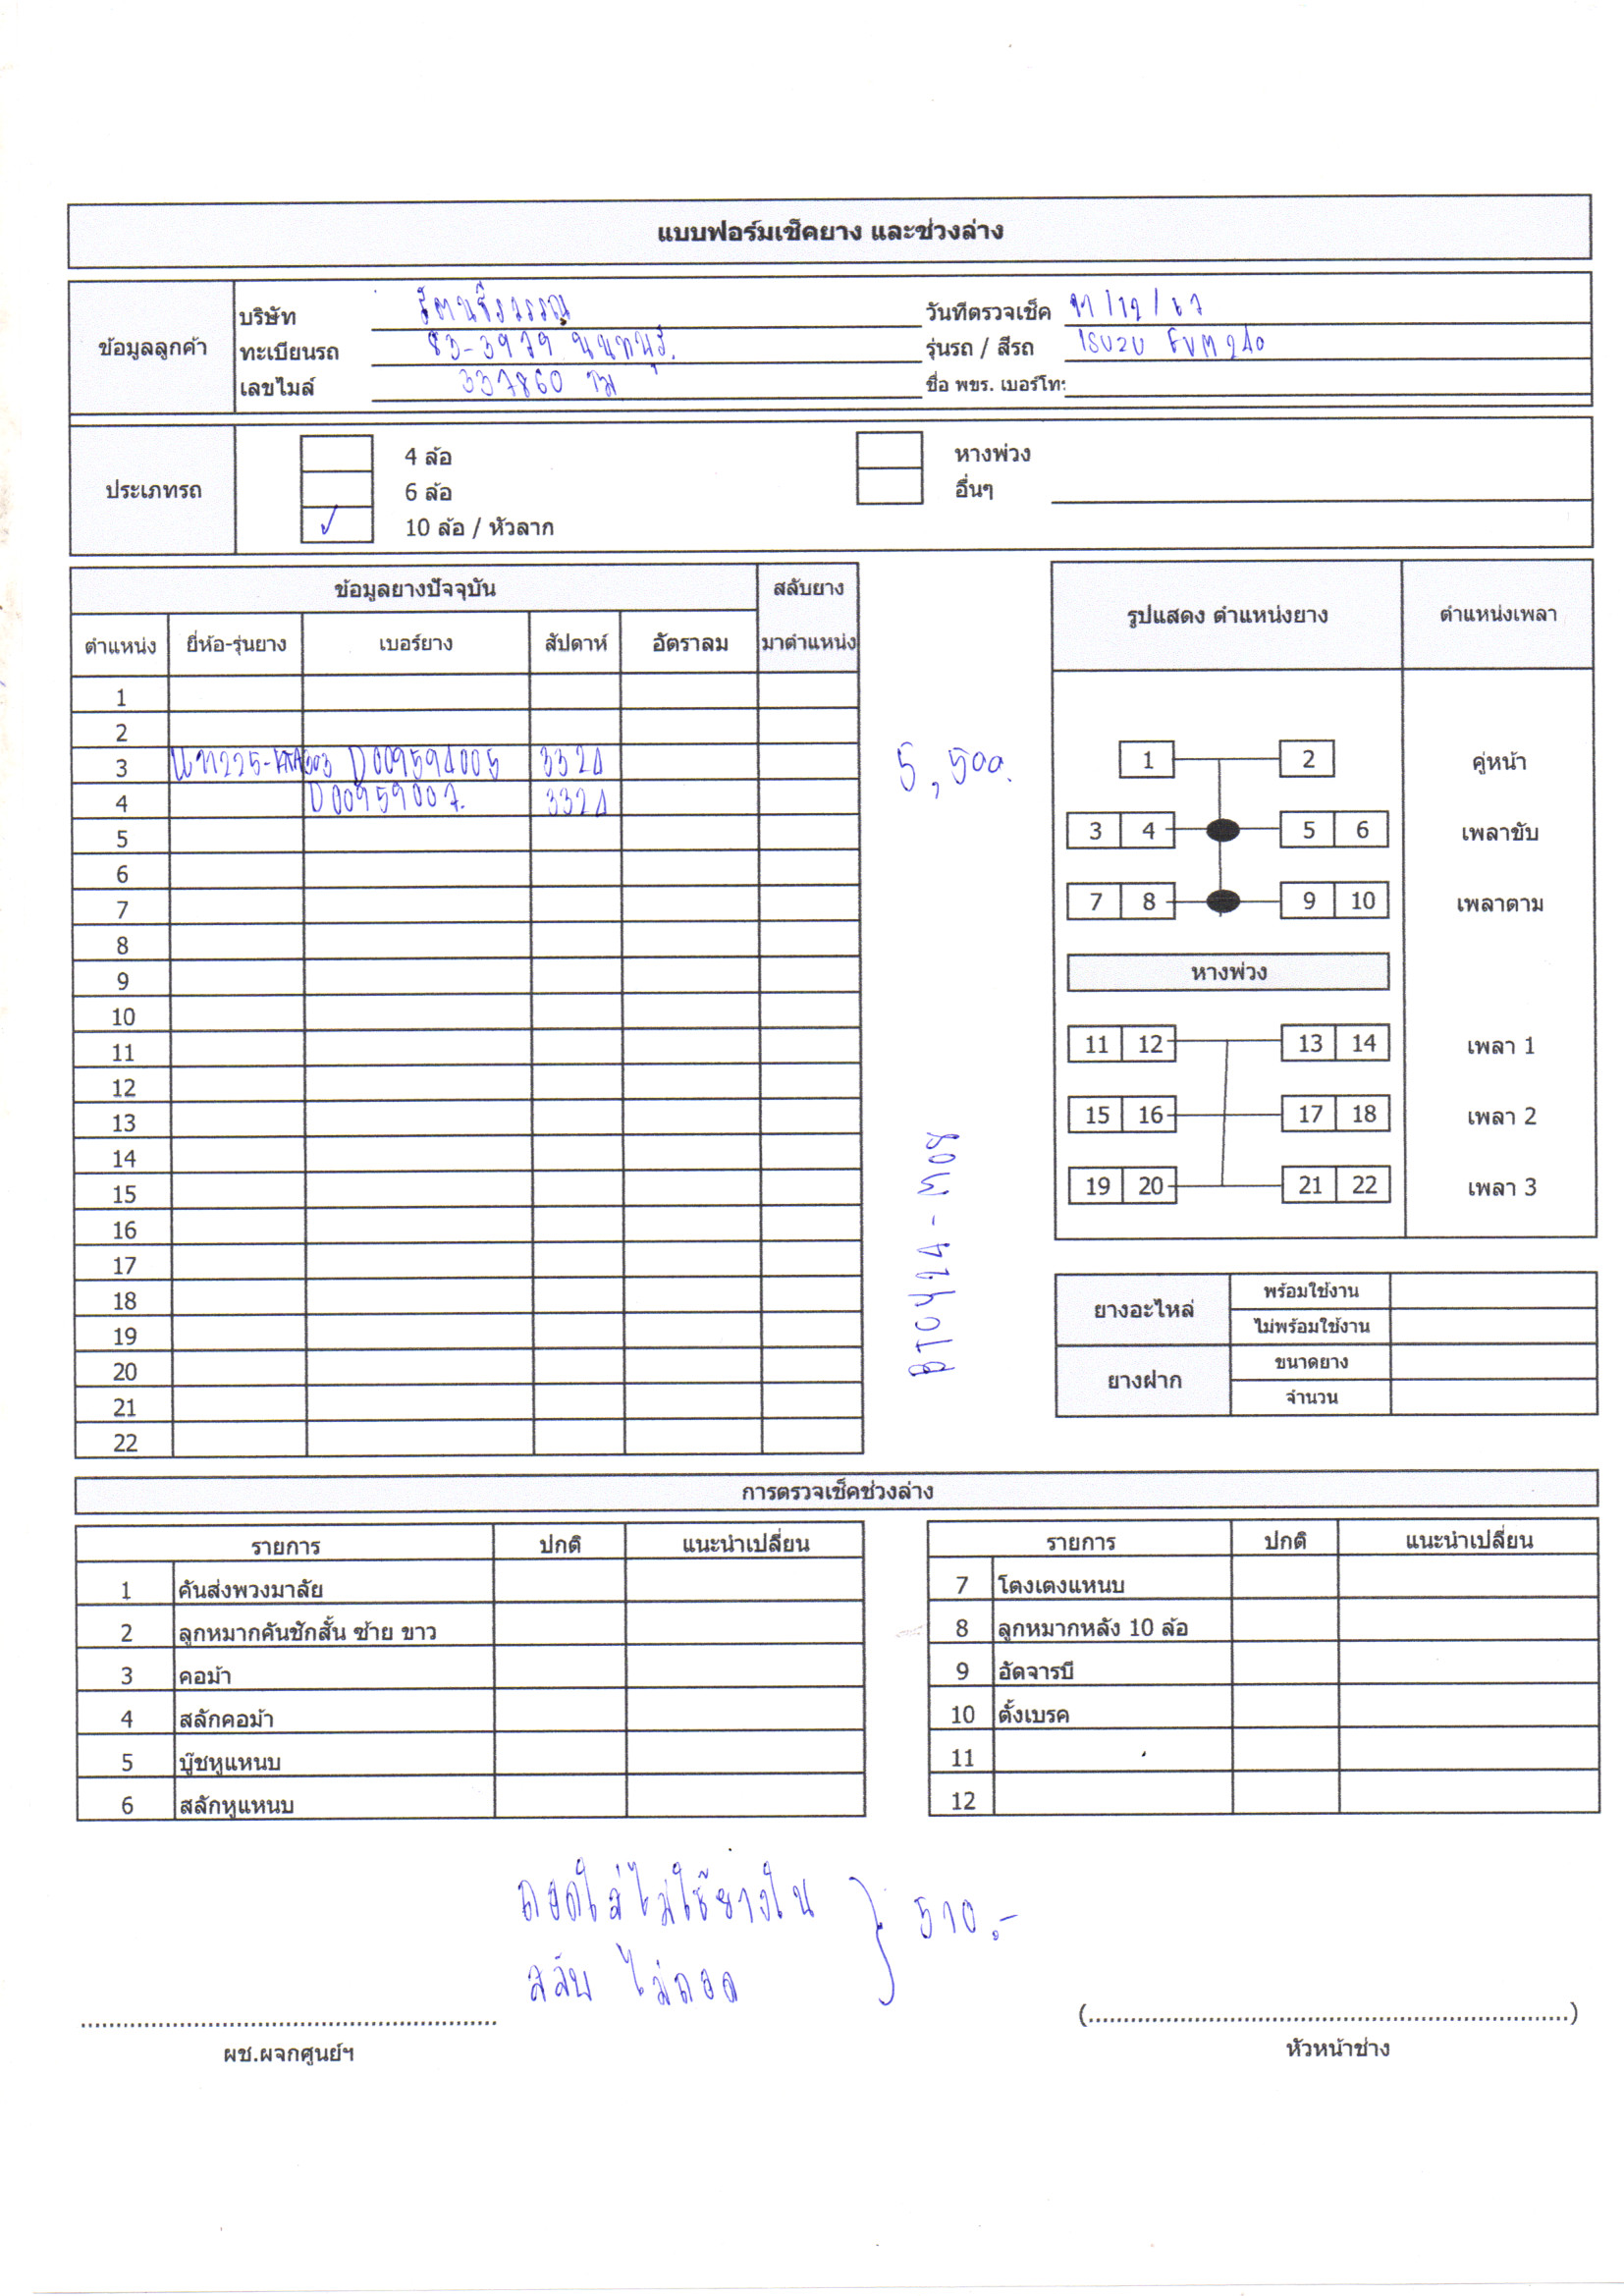 แบบฟอร์มเช็คยาง และช่วงล่าง
ข้อมูลลูกค้า
บริษัท
วันที่ตรวจเช็ค 11/12/67
ทะเบียนรถ 83-3979 นนทบุรี
รุ่นรถ / สีรถ ISUZU FVM240
เลขไมล์ 337860
ชื่อ พขร. เบอร์โท:
ประเภทรถ
4 ล้อ
หางพ่วง
6 ล้อ
อื่นๆ
✓ 10 ล้อ / หัวลาก
ข้อมูลยางปัจจุบัน สลับยาง
ตำแหน่ง ยี่ห้อ-รุ่นยาง เบอร์ยาง สัปดาห์ อัตราลม มาตำแหน่ง
1
2
3 D009594005 3324
4 D00959007. 3324
5
6
7
8
9
10
11
12
13
14
15
16
17
18
19
20
21
22
5,500.
BTOY24-M08
รูปแสดง ตำแหน่งยาง ตำแหน่งเพลา
1 2 คู่หน้า
3 4 5 6 เพลาขับ
7 8 9 10 เพลาตาม
หางพ่วง
11 12 13 14 เพลา 1
15 16 17 18 เพลา 2
19 20 21 22 เพลา 3
ยางอะไหล่ พร้อมใช้งาน
ไม่พร้อมใช้งาน
ยางฝาก ขนาดยาง
จำนวน
การตรวจเช็คช่วงล่าง
รายการ ปกติ แนะนำเปลี่ยน
1 คันส่งพวงมาลัย
2 ลูกหมากคันชักสั้น ซ้าย ขาว
3 คอม้า
4 สลักคอม้า
5 บู๊ชหูแหนบ
6 สลักหูแหนบ
รายการ ปกติ แนะนำเปลี่ยน
7 โตงเตงแหนบ
8 ลูกหมากหลัง 10 ล้อ
9 อัดจารบี
10 ตั้งเบรค
11
12
ถอดใส่ไม่ใช้ยางใน } 510.-
สลับ ไม่ถอด
ผช.ผจกศูนย์ฯ
(..........)
หัวหน้าช่าง